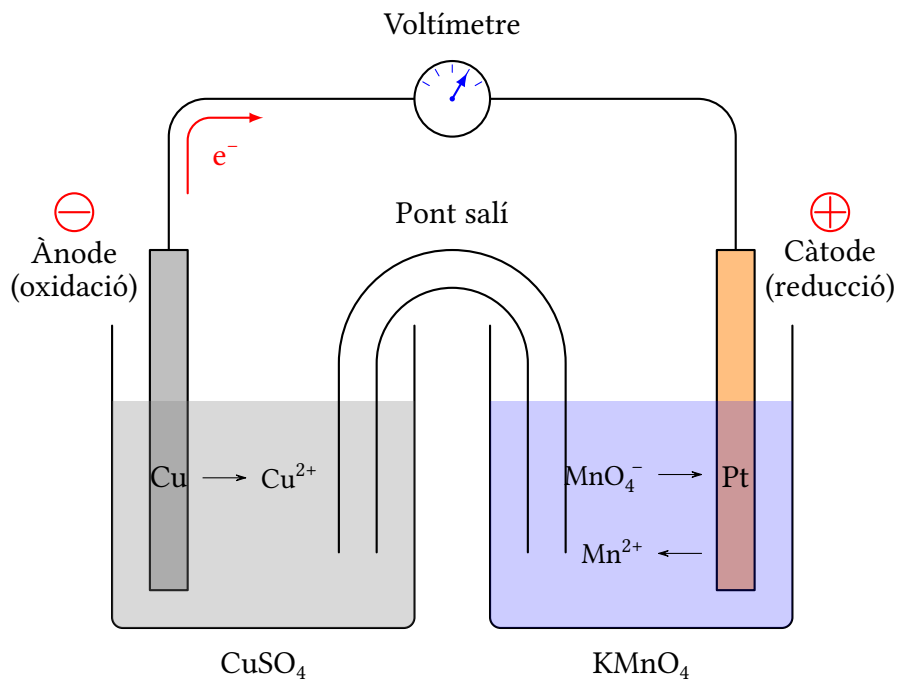 Voltímetre
e⁻
Pont salí
Ànode
(oxidació)
Càtode
(reducció)
Cu Cu²⁺
MnO₄⁻ Pt
Mn²⁺
CuSO₄
KMnO₄